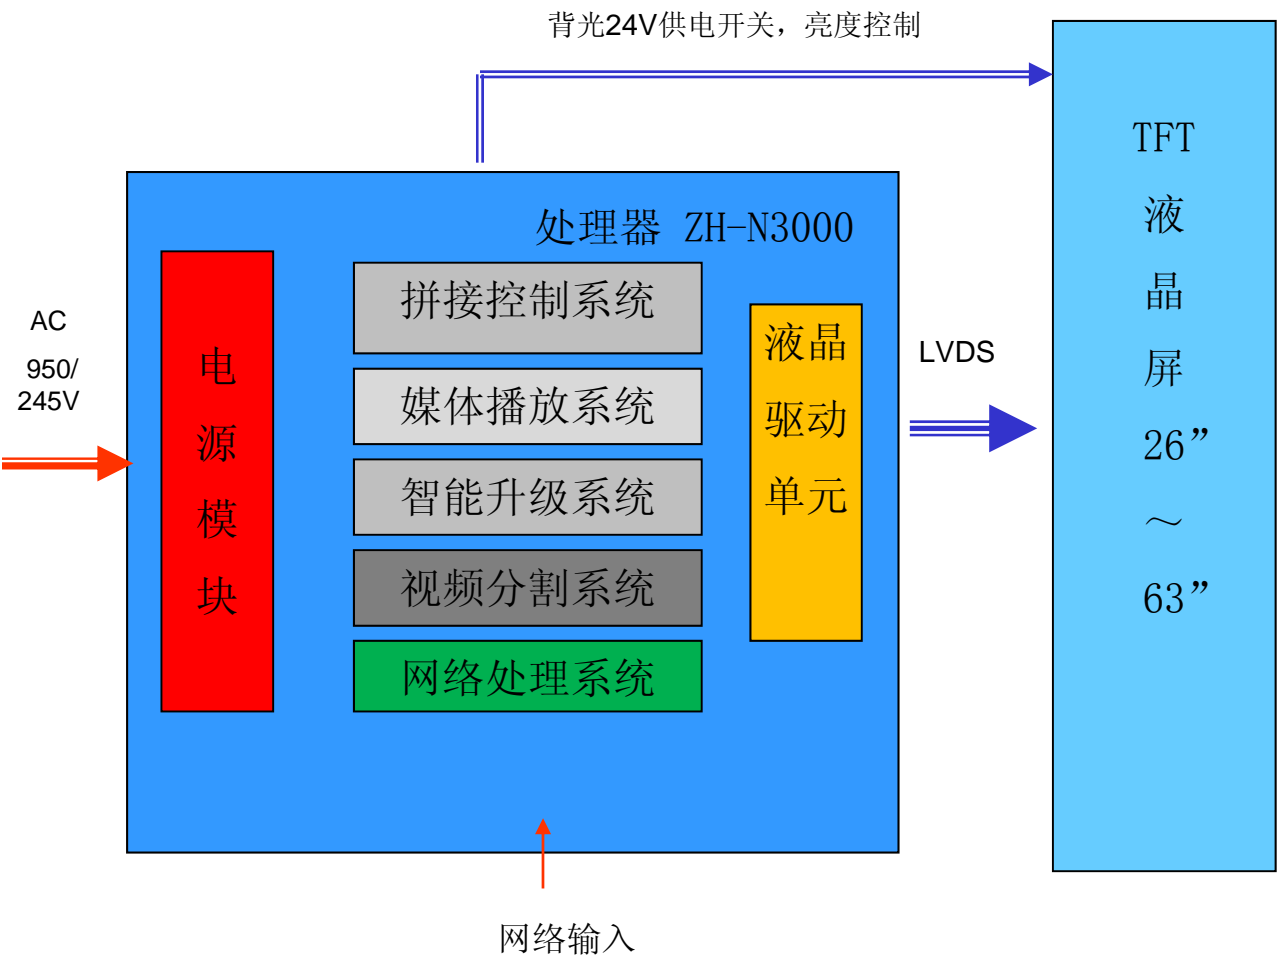 背光24V供电开关，亮度控制
处理器 ZH-N3000
AC
950/
245V
电
源
模
块
拼接控制系统
媒体播放系统
智能升级系统
视频分割系统
网络处理系统
液晶
驱动
单元
LVDS
TFT
液
晶
屏
26”
～
63”
网络输入